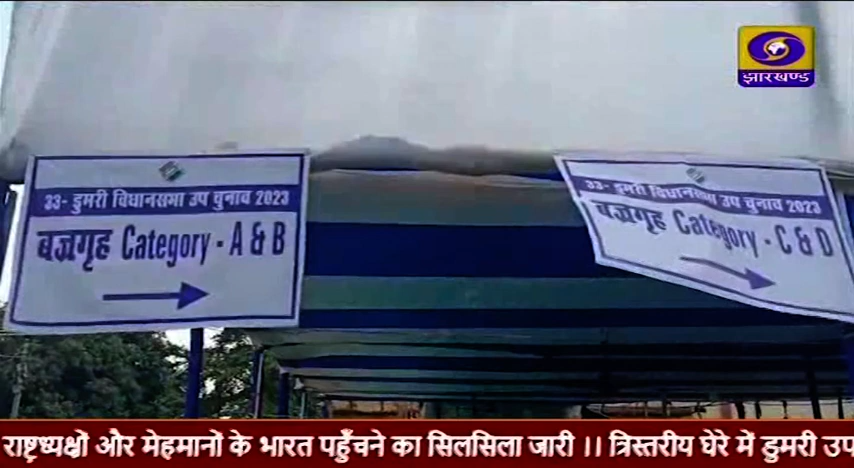 झारखण्ड
33- डुमरी विधानसभा उप चुनाव 2023
बज्रगृह Category - A & B
33- डुमरी विधानसभा उप चुनाव 2023
बज्रगृह Category - C & D
राष्ट्रध्यक्षों और मेहमानों के भारत पहुँचने का सिलसिला जारी ।। त्रिस्तरीय घेरे में डुमरी उप